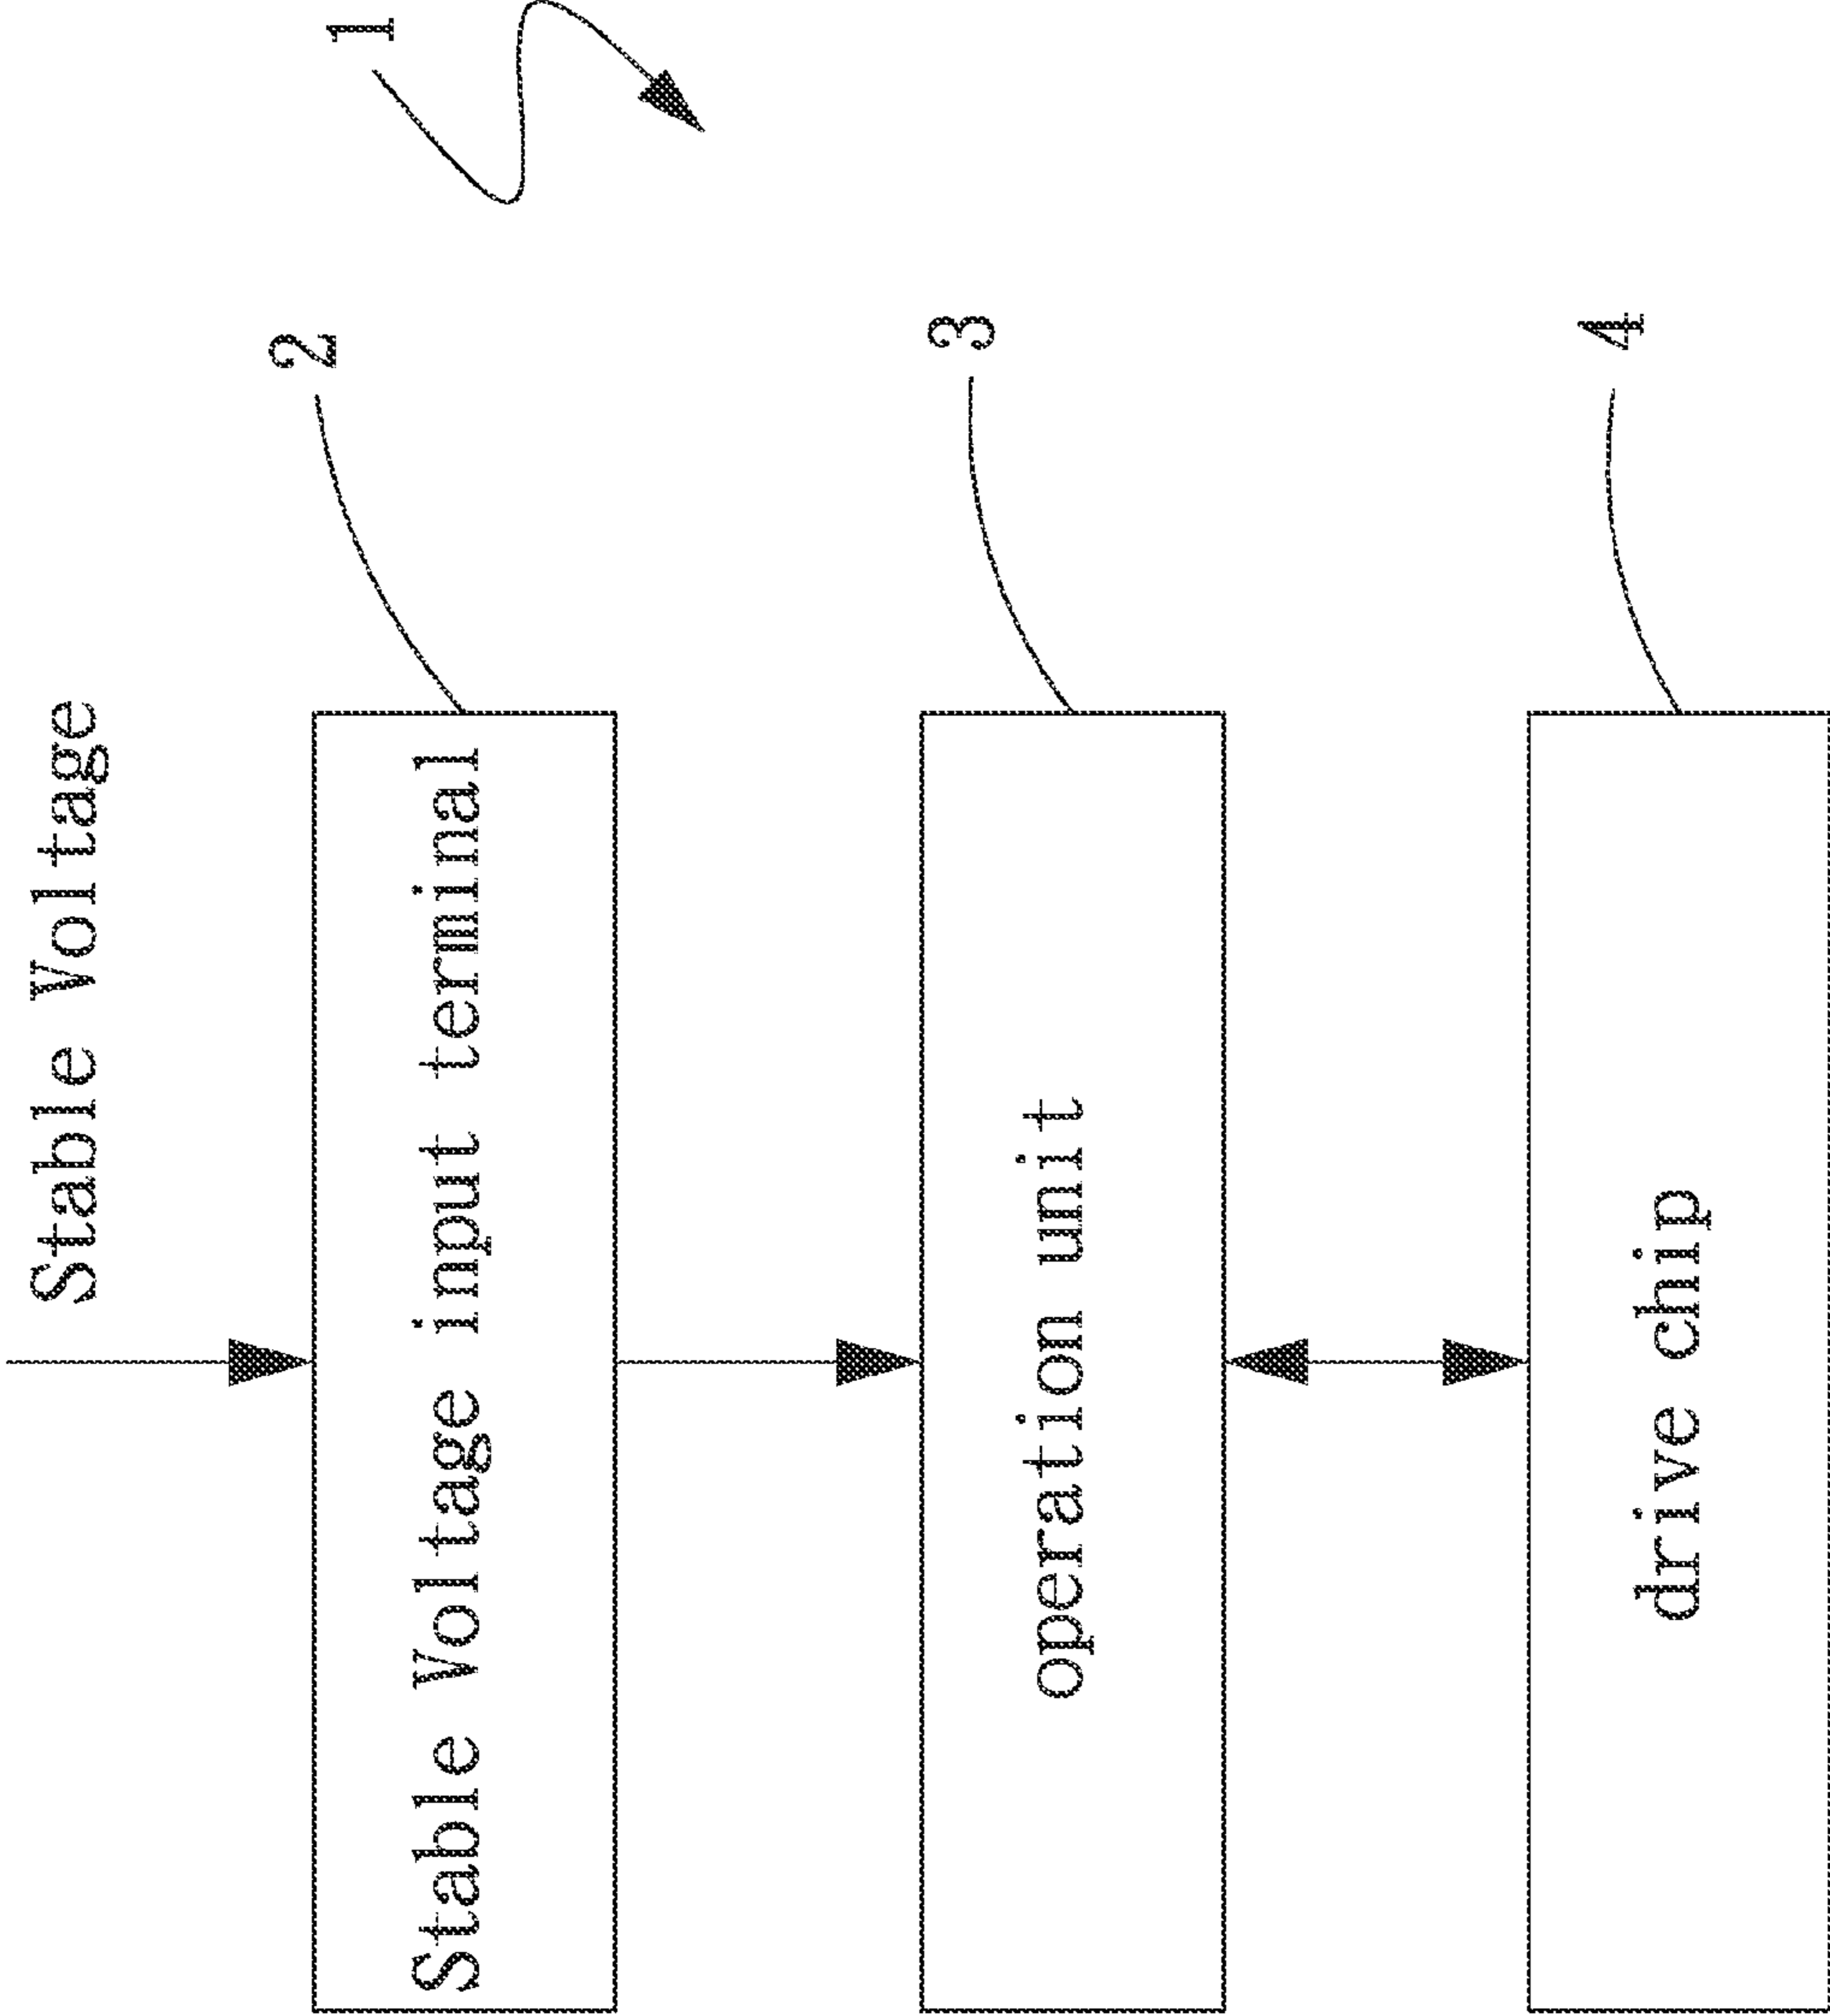 1
Stable Voltage
2
Stable Voltage input terminal
3
operation unit
4
drive chip